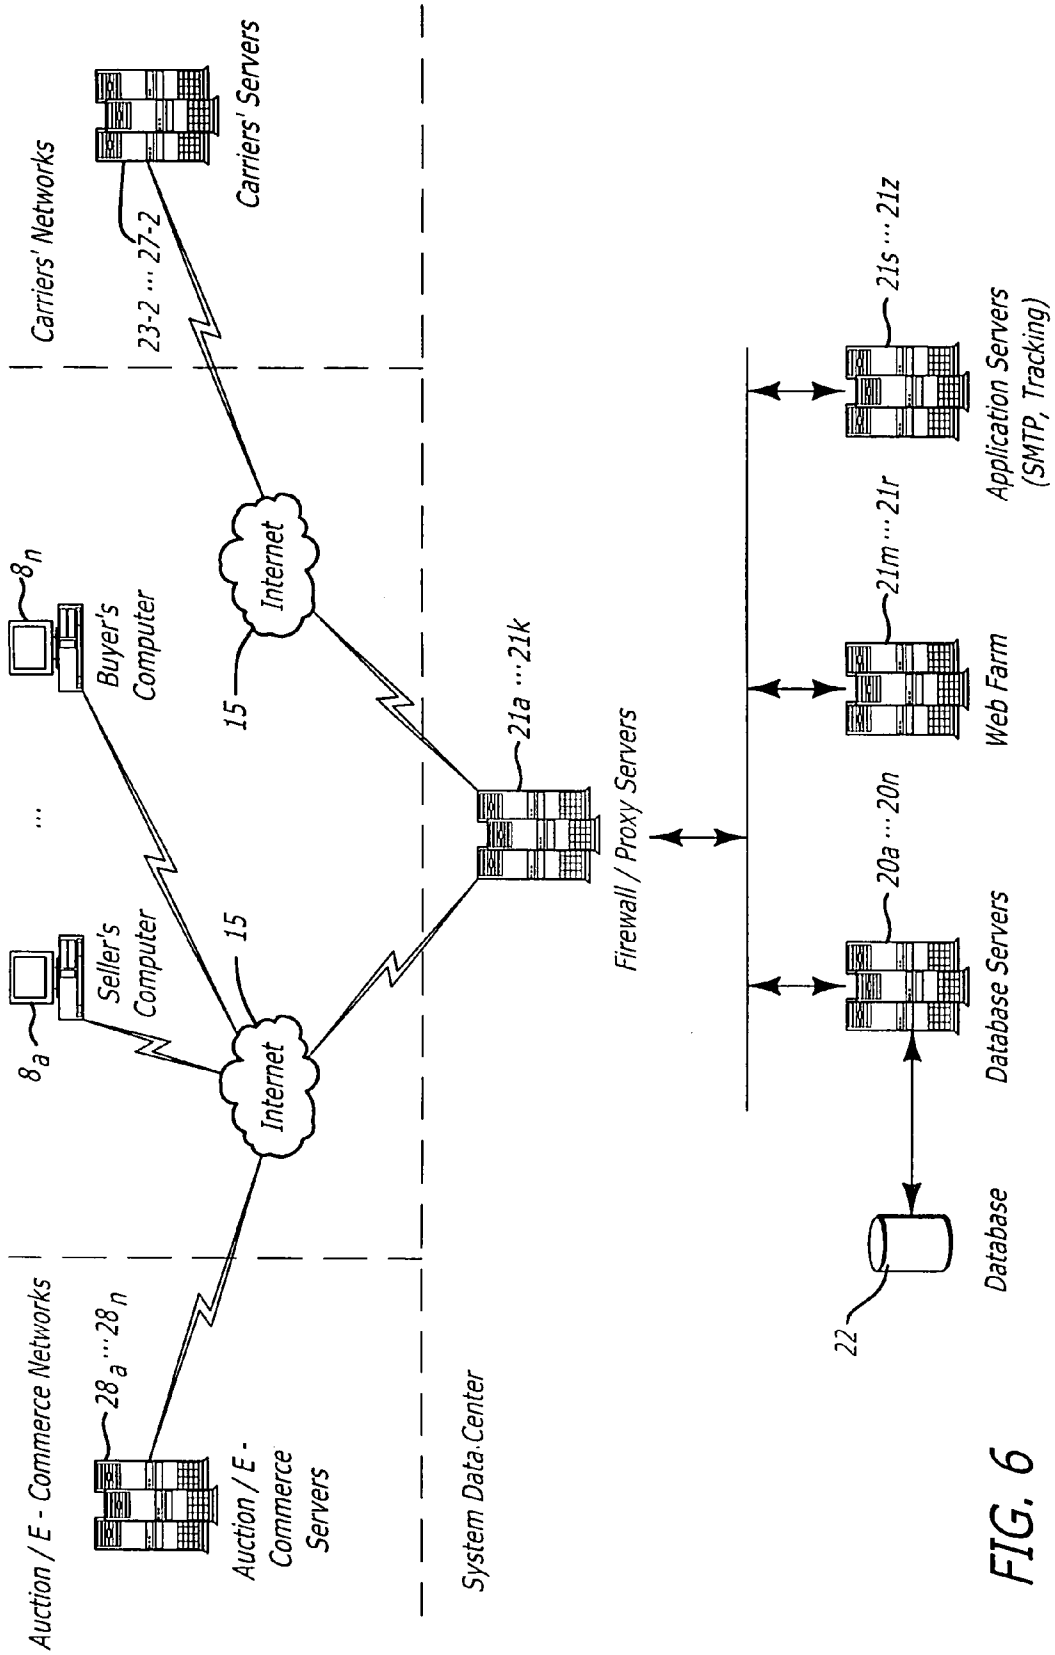 Auction / E - Commerce Networks
Carriers' Networks
8a
8n
Seller's
Computer
...
Buyer's
Computer
28a ... 28n
23-2 ... 27-2
Auction / E -
Commerce
Servers
Carriers' Servers
15
15
Internet
Internet
System Data Center
21a ... 21k
Firewall / Proxy Servers
22
20a ... 20n
21m ... 21r
21s ... 21z
Database
Database Servers
Web Farm
Application Servers
(SMTP, Tracking)
FIG. 6